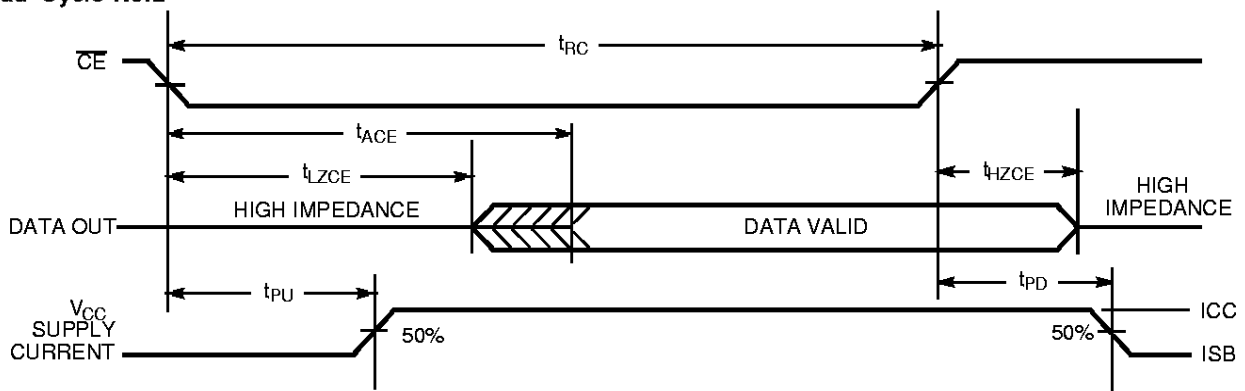 CE
tRC
tACE
tLZCE
tHZCE
HIGH IMPEDANCE
HIGH
IMPEDANCE
DATA OUT
DATA VALID
tPU
tPD
VCC
SUPPLY
CURRENT
50%
50%
ICC
ISB